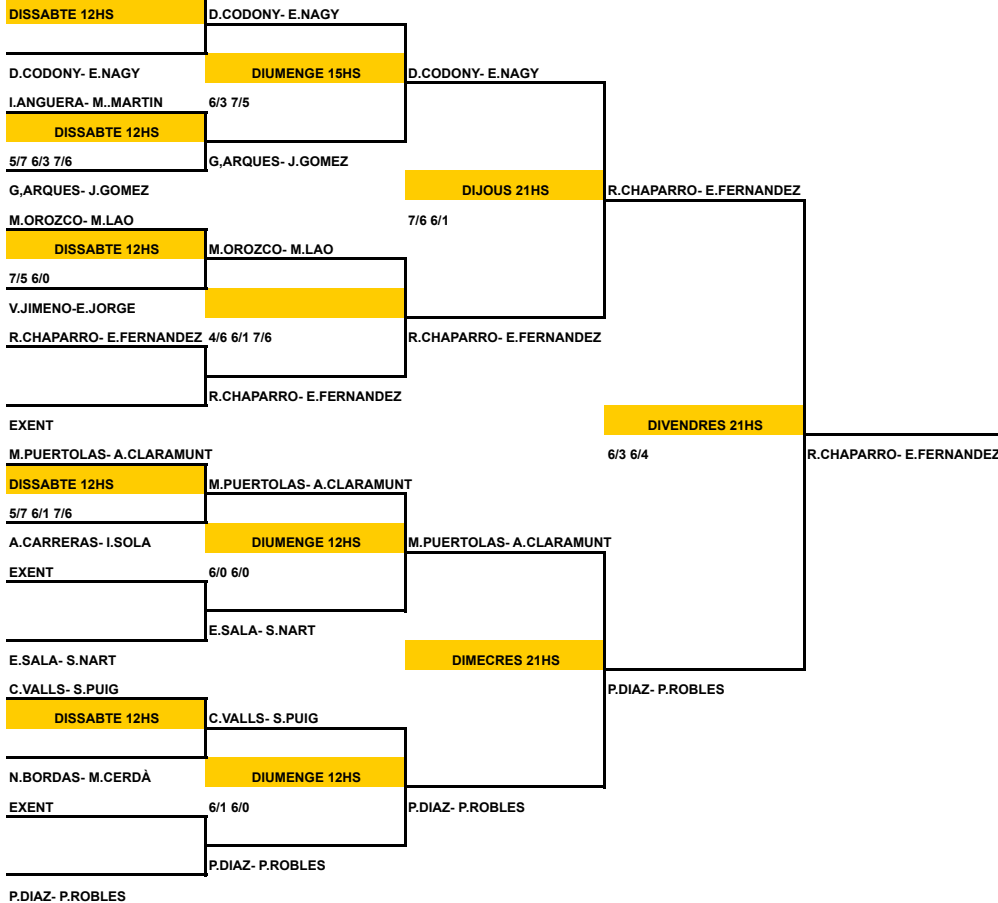 DISSABTE 12HS
D.CODONY- E.NAGY
D.CODONY- E.NAGY
DIUMENGE 15HS
D.CODONY- E.NAGY
I.ANGUERA- M..MARTIN
6/3 7/5
DISSABTE 12HS
5/7 6/3 7/6
G,ARQUES- J.GOMEZ
G,ARQUES- J.GOMEZ
DIJOUS 21HS
R.CHAPARRO- E.FERNANDEZ
M.OROZCO- M.LAO
7/6 6/1
DISSABTE 12HS
M.OROZCO- M.LAO
7/5 6/0
V.JIMENO-E.JORGE
R.CHAPARRO- E.FERNANDEZ
4/6 6/1 7/6
R.CHAPARRO- E.FERNANDEZ
R.CHAPARRO- E.FERNANDEZ
EXENT
DIVENDRES 21HS
M.PUERTOLAS- A.CLARAMUNT
6/3 6/4
R.CHAPARRO- E.FERNANDEZ
DISSABTE 12HS
M.PUERTOLAS- A.CLARAMUNT
5/7 6/1 7/6
A.CARRERAS- I.SOLA
DIUMENGE 12HS
M.PUERTOLAS- A.CLARAMUNT
EXENT
6/0 6/0
E.SALA- S.NART
E.SALA- S.NART
DIMECRES 21HS
C.VALLS- S.PUIG
P.DIAZ- P.ROBLES
DISSABTE 12HS
C.VALLS- S.PUIG
N.BORDAS- M.CERDÀ
DIUMENGE 12HS
EXENT
6/1 6/0
P.DIAZ- P.ROBLES
P.DIAZ- P.ROBLES
P.DIAZ- P.ROBLES